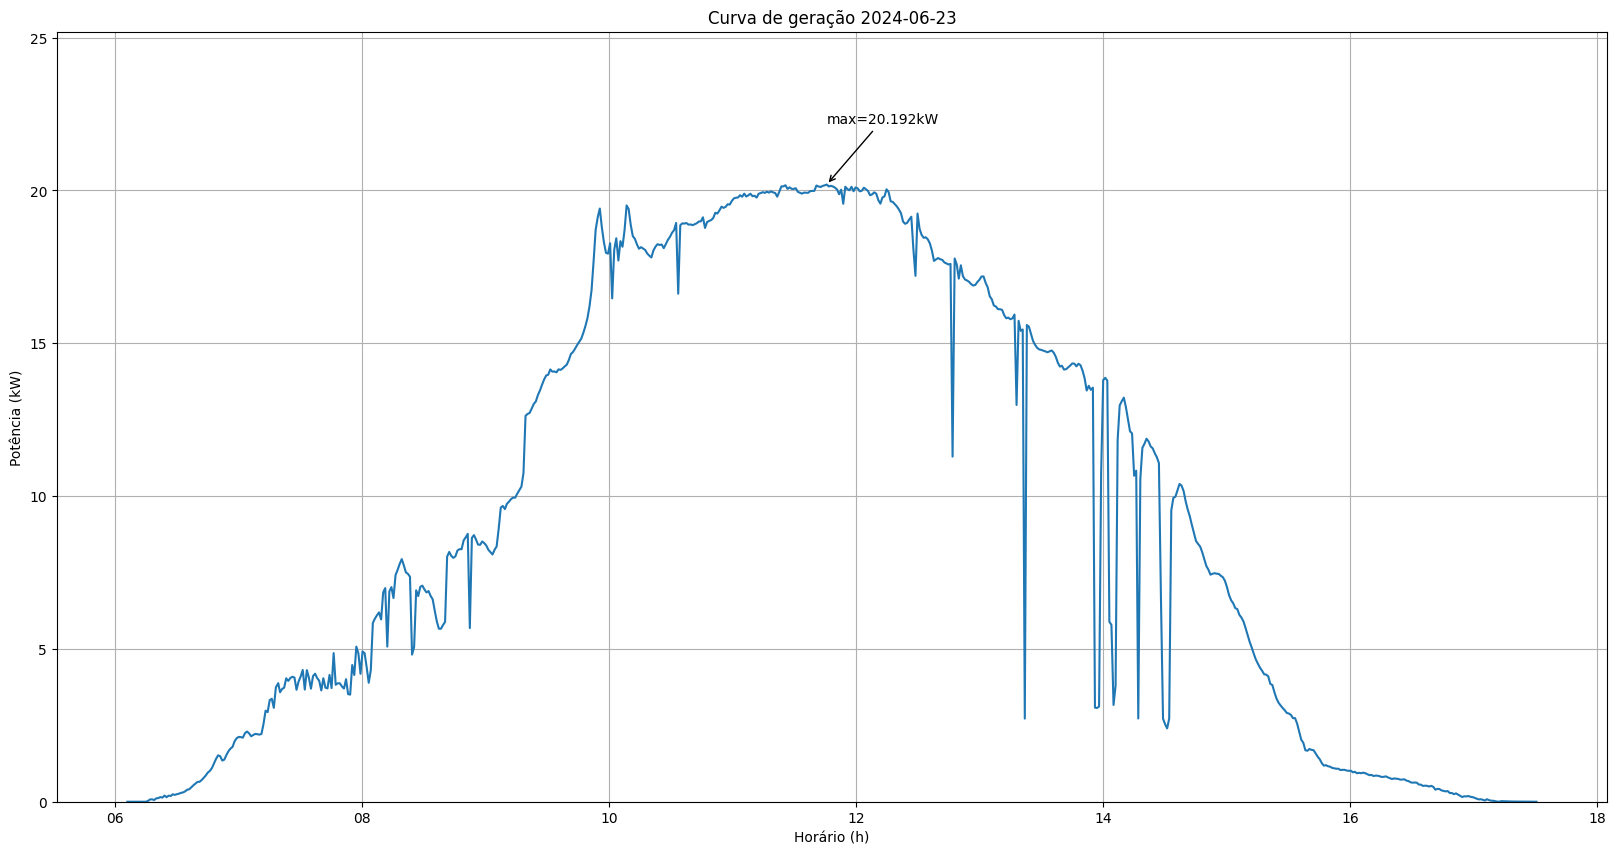 Curva de geração 2024-06-23
25
max=20.192kW
20
15
Potência (kW)
10
5
0
06 08 10 12 14 16 18
Horário (h)